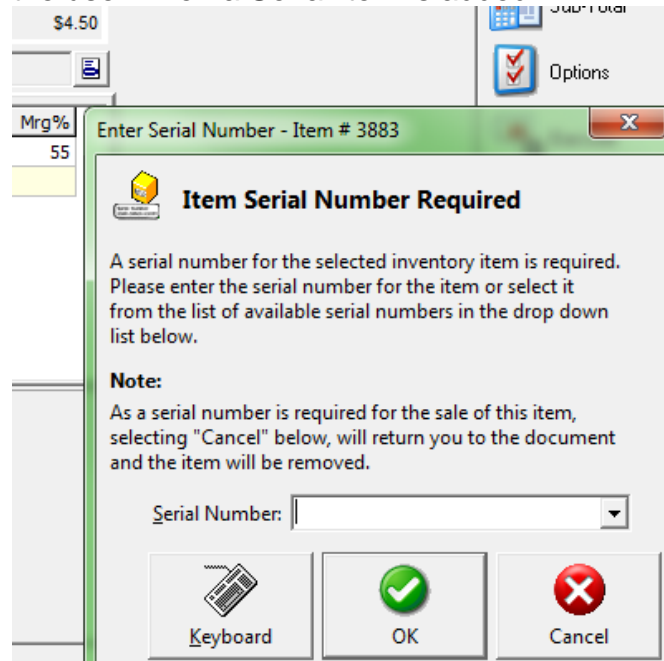 $4.50
Sub-Total
Options
Mrg%
55
Enter Serial Number - Item # 3883
Item Serial Number Required
A serial number for the selected inventory item is required.
Please enter the serial number for the item or select it
from the list of available serial numbers in the drop down
list below.
Note:
As a serial number is required for the sale of this item,
selecting "Cancel" below, will return you to the document
and the item will be removed.
Serial Number:
Keyboard
OK
Cancel